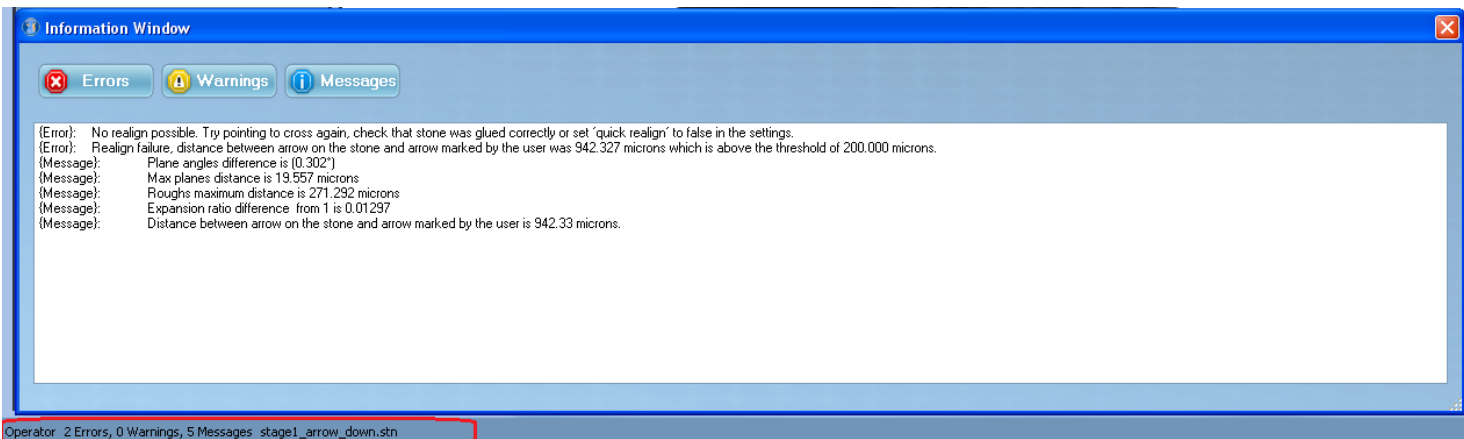 Information Window
Errors Warnings Messages
{Error}: No realign possible. Try pointing to cross again, check that stone was glued correctly or set ´quick realign´ to false in the settings.
{Error}: Realign failure, distance between arrow on the stone and arrow marked by the user was 942.327 microns which is above the threshold of 200.000 microns.
{Message}: Plane angles difference is (0.302°)
{Message}: Max planes distance is 19.557 microns
{Message}: Roughs maximum distance is 271.292 microns
{Message}: Expansion ratio difference from 1 is 0.01297
{Message}: Distance between arrow on the stone and arrow marked by the user is 942.33 microns.
Operator 2 Errors, 0 Warnings, 5 Messages stage1_arrow_down.stn